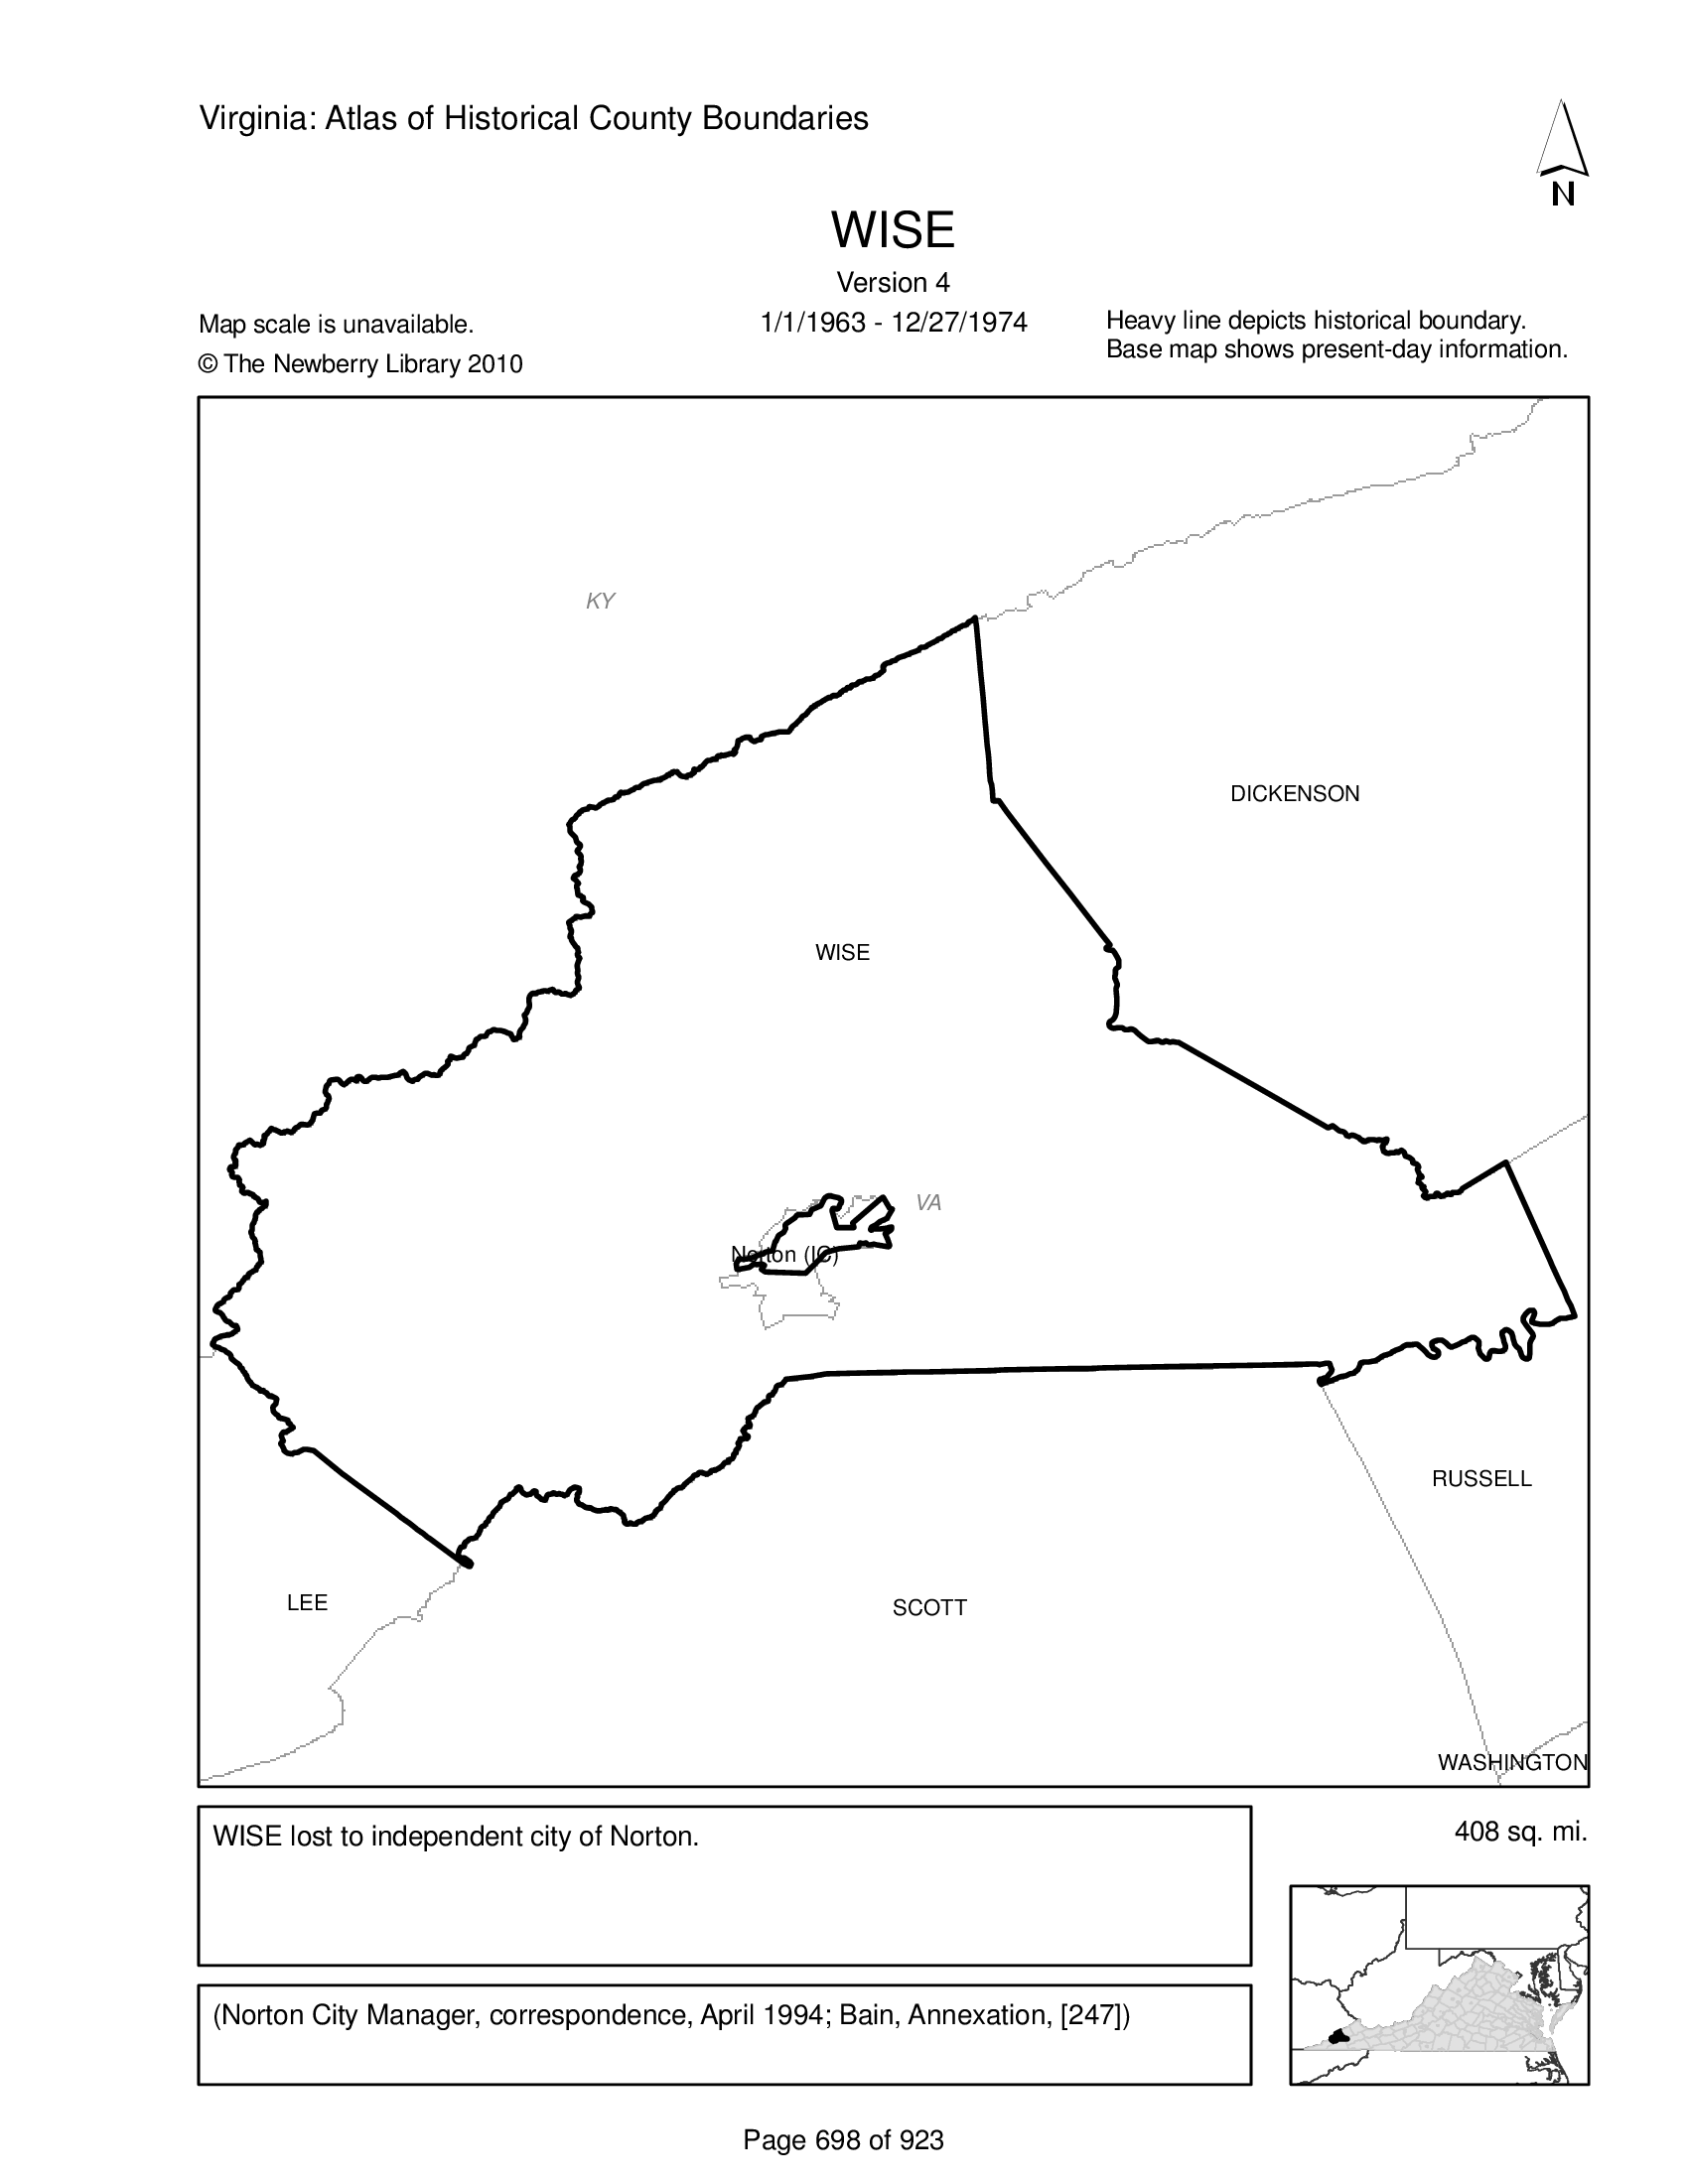 Virginia: Atlas of Historical County Boundaries
N
WISE
Version 4
1/1/1963 - 12/27/1974
Map scale is unavailable.
© The Newberry Library 2010
Heavy line depicts historical boundary.
Base map shows present-day information.
KY
DICKENSON
WISE
VA
Norton (IC)
RUSSELL
LEE
SCOTT
WASHINGTON
WISE lost to independent city of Norton.
408 sq. mi.
(Norton City Manager, correspondence, April 1994; Bain, Annexation, [247])
Page 698 of 923